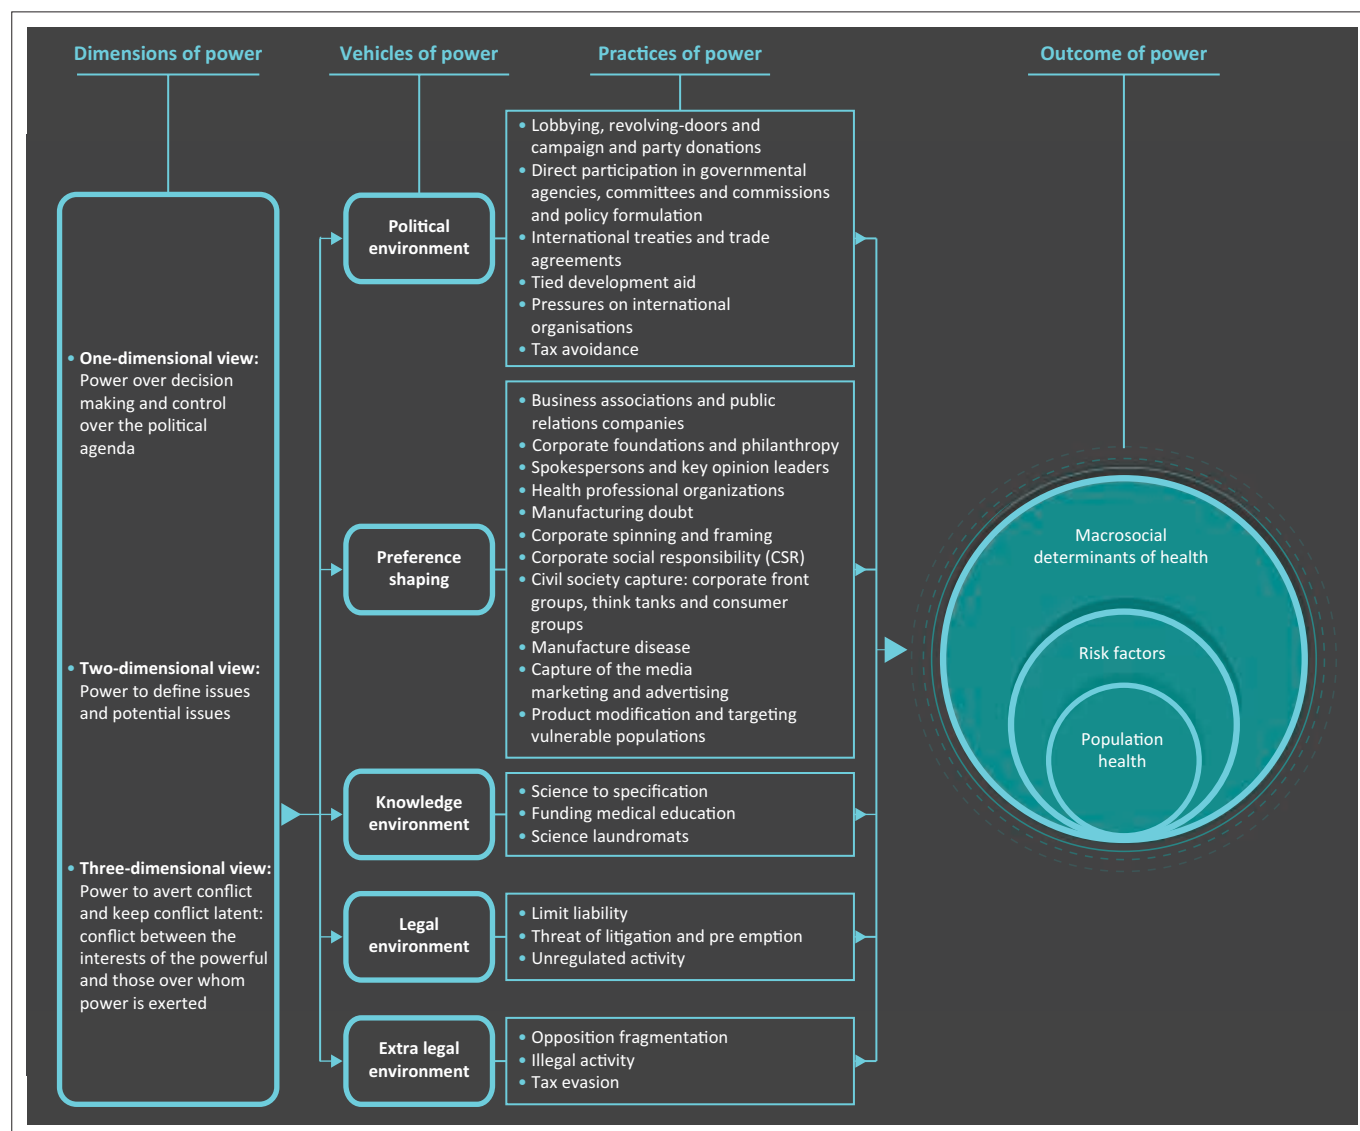 Dimensions of power
Vehicles of power
Practices of power
Outcome of power
• One-dimensional view:
Power over decision
making and control
over the political
agenda
• Two-dimensional view:
Power to define issues
and potential issues
• Three-dimensional view:
Power to avert conflict
and keep conflict latent:
conflict between the
interests of the powerful
and those over whom
power is exerted
Political
environment
• Lobbying, revolving-doors and
campaign and party donations
• Direct participation in governmental
agencies, committees and commissions
and policy formulation
• International treaties and trade
agreements
• Tied development aid
• Pressures on international
organisations
• Tax avoidance
Preference
shaping
• Business associations and public
relations companies
• Corporate foundations and philanthropy
• Spokespersons and key opinion leaders
• Health professional organizations
• Manufacturing doubt
• Corporate spinning and framing
• Corporate social responsibility (CSR)
• Civil society capture: corporate front
groups, think tanks and consumer
groups
• Manufacture disease
• Capture of the media
marketing and advertising
• Product modification and targeting
vulnerable populations
Knowledge
environment
• Science to specification
• Funding medical education
• Science laundromats
Legal
environment
• Limit liability
• Threat of litigation and pre emption
• Unregulated activity
Extra legal
environment
• Opposition fragmentation
• Illegal activity
• Tax evasion
Macrosocial
determinants of health
Risk factors
Population
health